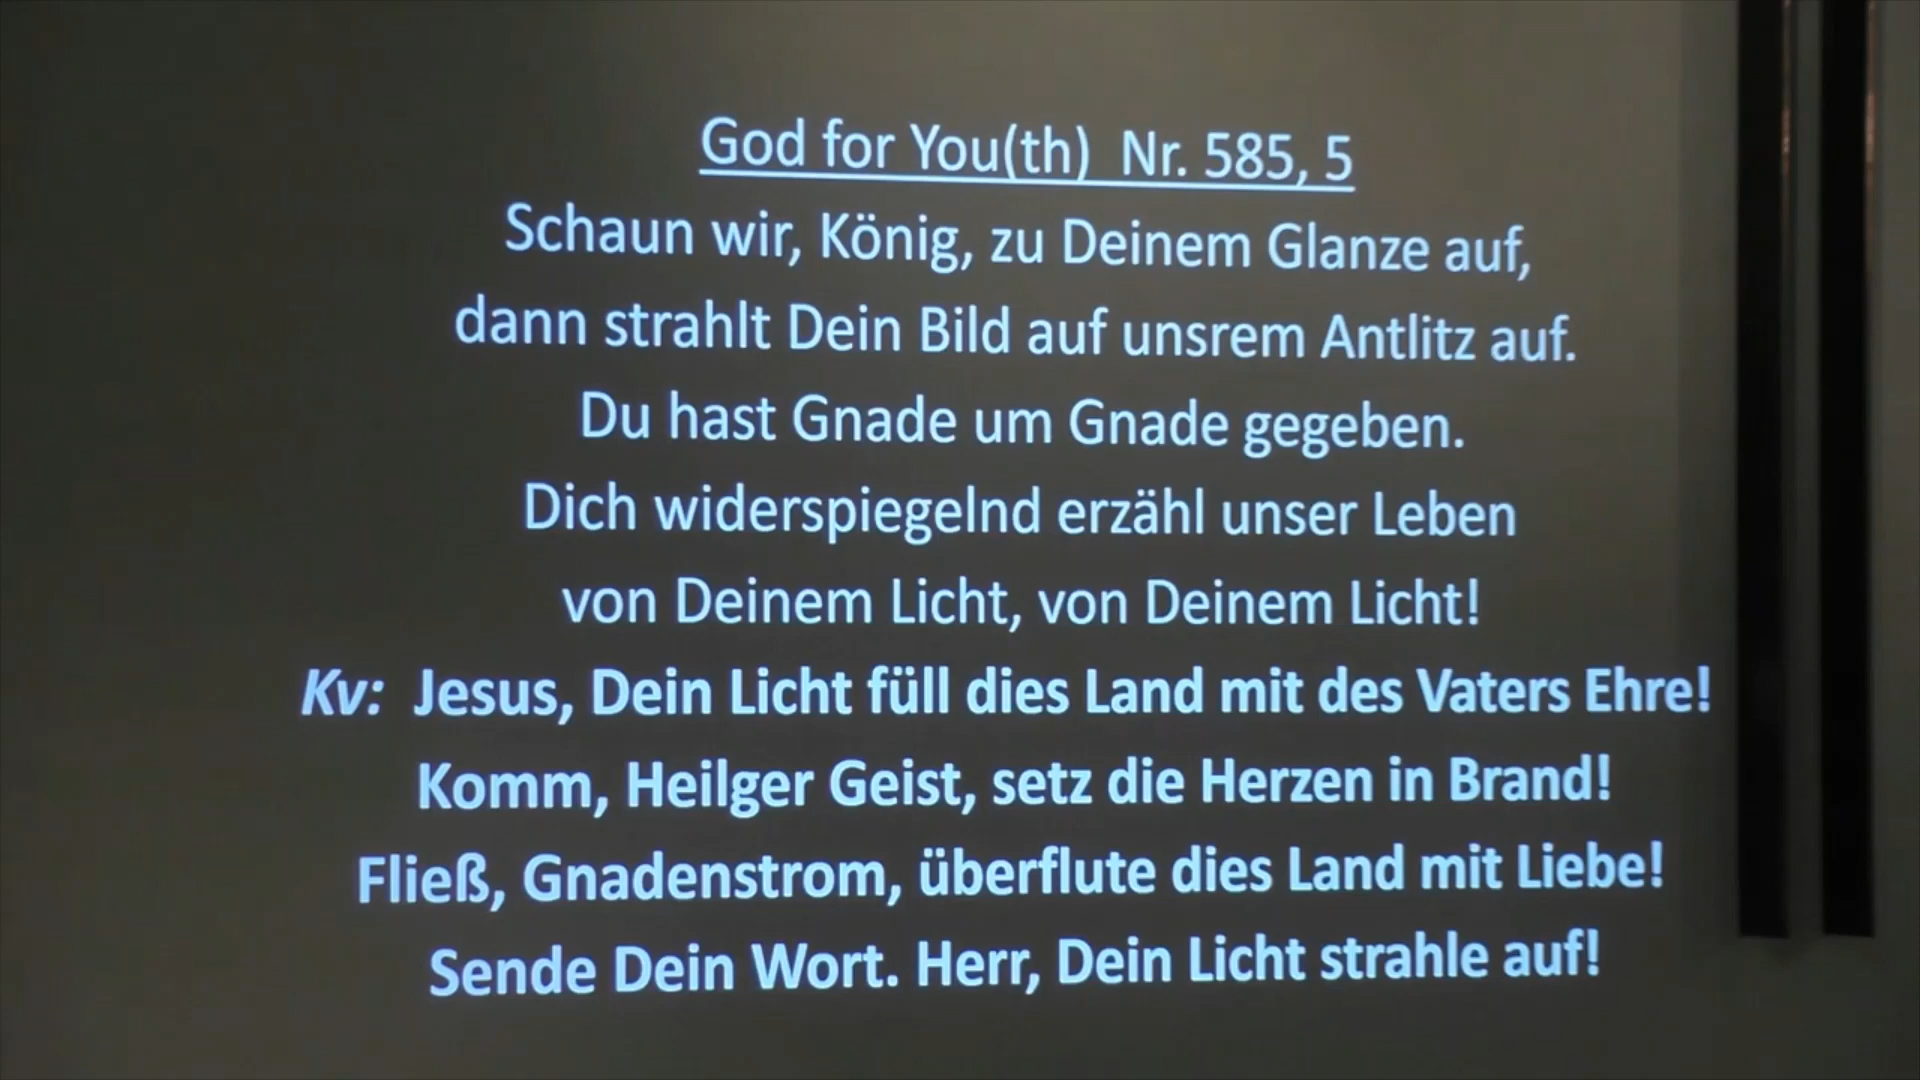 God for You(th) Nr. 585, 5
Schaun wir, König, zu Deinem Glanze auf,
dann strahlt Dein Bild auf unsrem Antlitz auf.
Du hast Gnade um Gnade gegeben.
Dich widerspiegelnd erzähl unser Leben
von Deinem Licht, von Deinem Licht!
Kv: Jesus, Dein Licht füll dies Land mit des Vaters Ehre!
Komm, Heilger Geist, setz die Herzen in Brand!
Fließ, Gnadenstrom, überflute dies Land mit Liebe!
Sende Dein Wort. Herr, Dein Licht strahle auf!